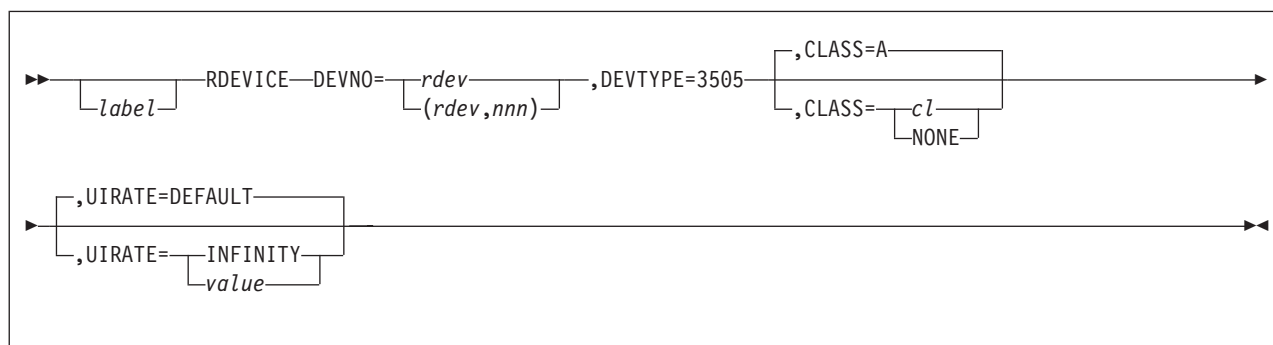 ,CLASS=A
label RDEVICE DEVNO= rdev ,DEVTYPE=3505
(rdev,nnn) ,CLASS= cl
NONE
,UIRATE=DEFAULT
,UIRATE= INFINITY
value